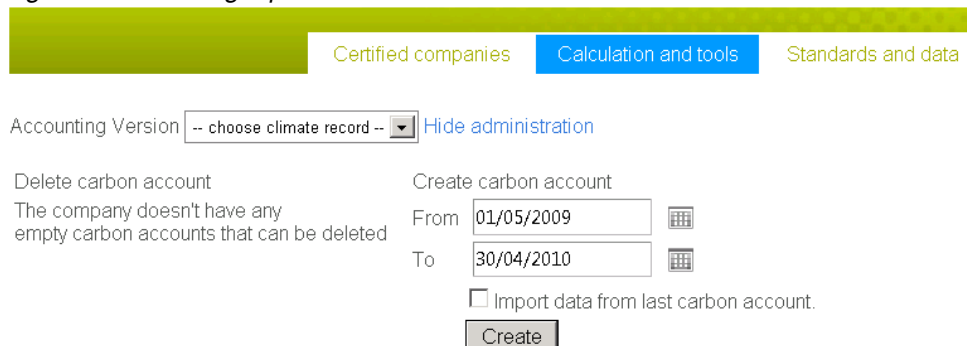 Certified companies Calculation and tools Standards and data
Accounting Version -- choose climate record -- Hide administration
Delete carbon account
The company doesn't have any
empty carbon accounts that can be deleted
Create carbon account
From 01/05/2009
To 30/04/2010
Import data from last carbon account.
Create